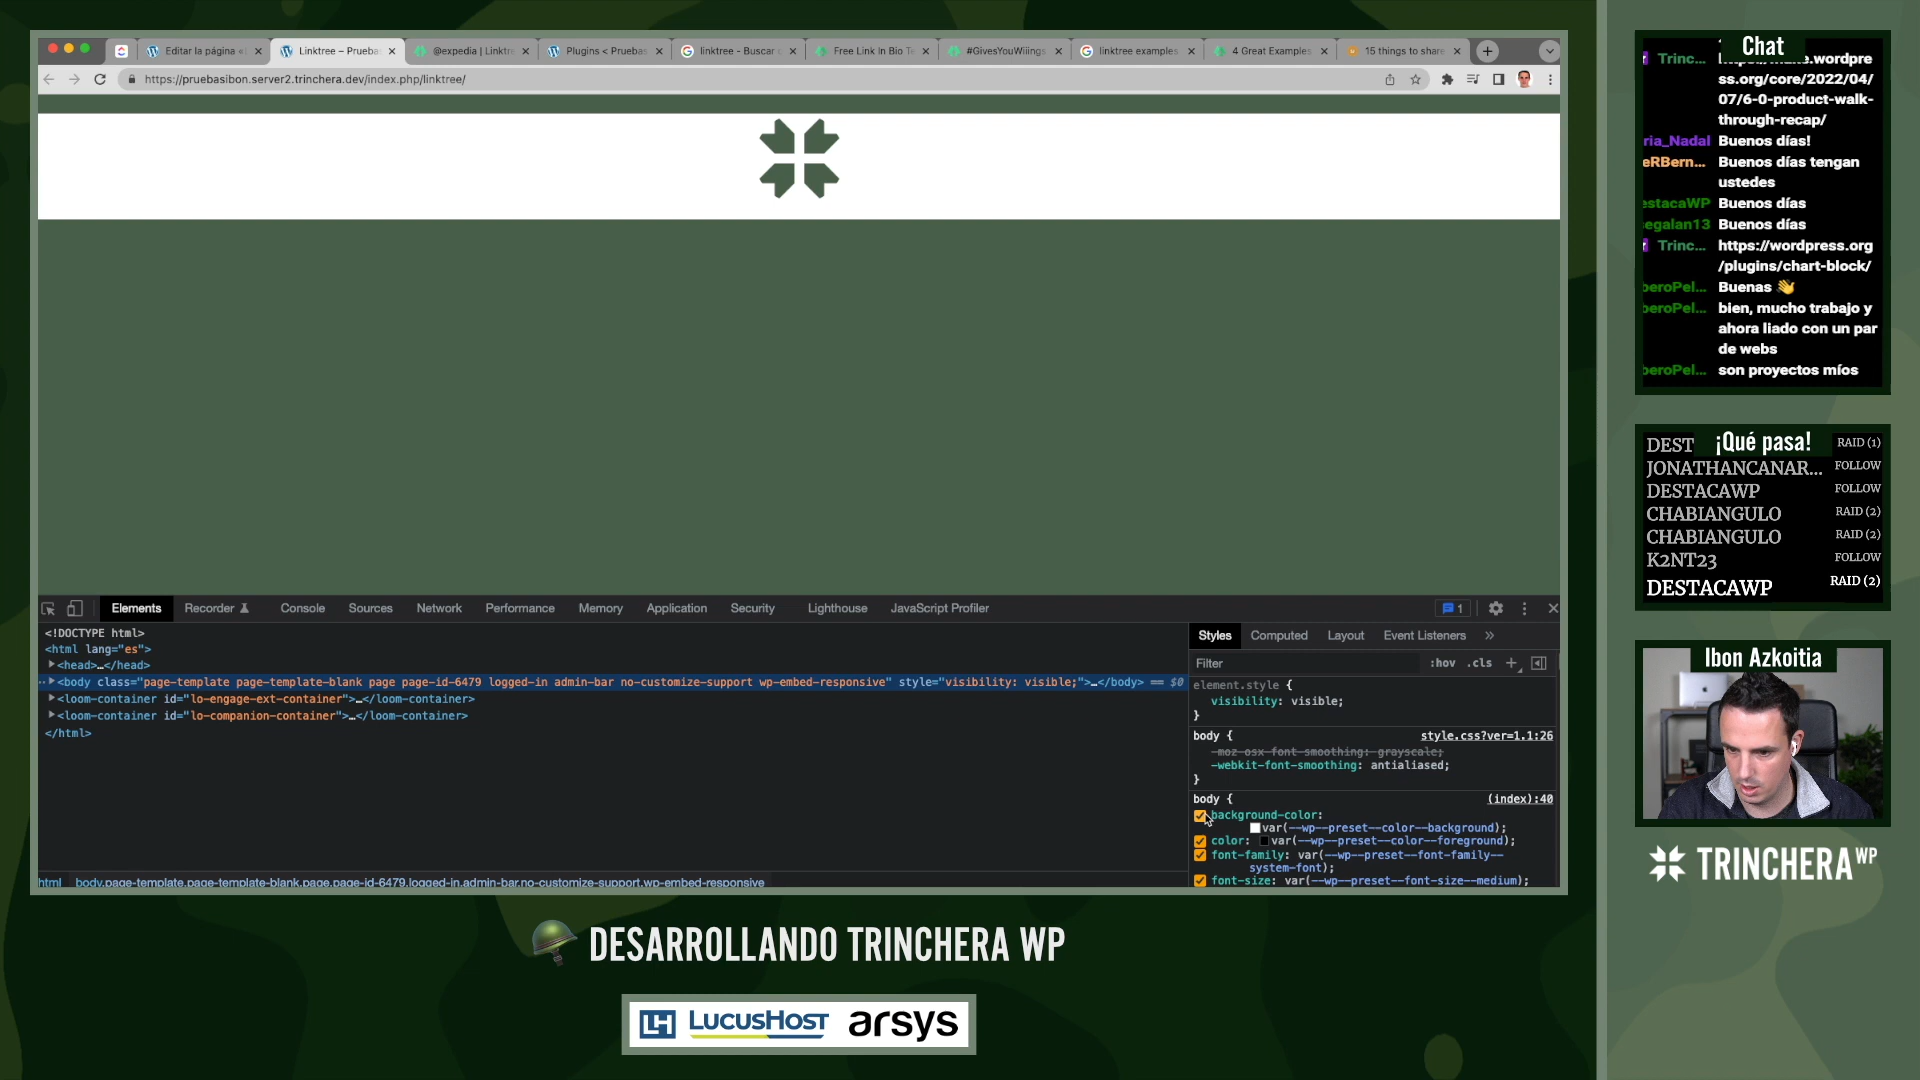 Editar la página «
Linktree – Prueba
@expedia | Linktr
Plugins < Pruebas
linktree - Buscar
Free Link In Bio T
#GivesYouWiiings
linktree examples
4 Great Examples
15 things to share
https://pruebasibon.server2.trinchera.dev/index.php/linktree/
Elements
Recorder
Console
Sources
Network
Performance
Memory
Application
Security
Lighthouse
JavaScript Profiler
1
<!DOCTYPE html>
<html lang="es">
<head>…</head>
<body class="page-template page-template-blank page page-id-6479 logged-in admin-bar no-customize-support wp-embed-responsive" style="visibility: visible;">…</body> == $0
<loom-container id="lo-engage-ext-container">…</loom-container>
<loom-container id="lo-companion-container">…</loom-container>
</html>
html body.page-template.page-template-blank.page.page-id-6479.logged-in.admin-bar.no-customize-support.wp-embed-responsive
Styles
Computed
Layout
Event Listeners
»
Filter
:hov .cls +
element.style {
visibility: visible;
}
body { style.css?ver=1.1:26
-moz-osx-font-smoothing: grayscale;
-webkit-font-smoothing: antialiased;
}
body { (index):40
background-color:
var(--wp--preset--color--background);
color: var(--wp--preset--color--foreground);
font-family: var(--wp--preset--font-family--
system-font);
font-size: var(--wp--preset--font-size--medium);
DESARROLLANDO TRINCHERA WP
LH LUCUSHOST arsys
Chat
Trinc...
.wordpre
ss.org/core/2022/04/
07/6-0-product-walk-
through-recap/
ria_Nadal Buenos días!
eRBern... Buenos días tengan
ustedes
estacaWP Buenos días
egalan13 Buenos días
Trinc... https://wordpress.org
/plugins/chart-block/
beroPel... Buenas 👋
beroPel... bien, mucho trabajo y
ahora liado con un par
de webs
beroPel... son proyectos míos
¡Qué pasa!
DEST RAID (1)
JONATHANCANAR... FOLLOW
DESTACAWP FOLLOW
CHABIANGULO RAID (2)
CHABIANGULO RAID (2)
K2NT23 FOLLOW
DESTACAWP RAID (2)
Ibon Azkoitia
TRINCHERA WP